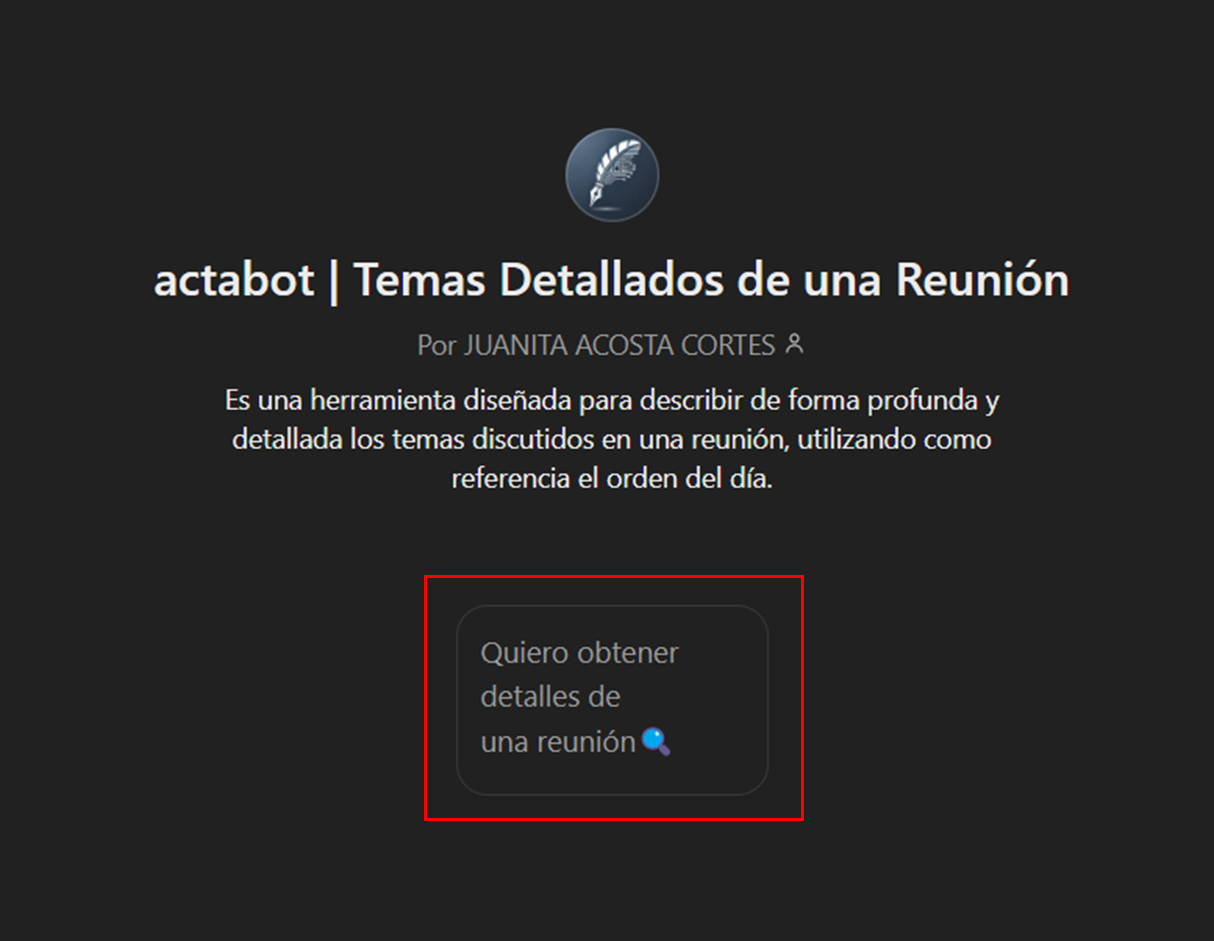 actabot | Temas Detallados de una Reunión
Por JUANITA ACOSTA CORTES
Es una herramienta diseñada para describir de forma profunda y
detallada los temas discutidos en una reunión, utilizando como
referencia el orden del día.
Quiero obtener
detalles de
una reunión🔍